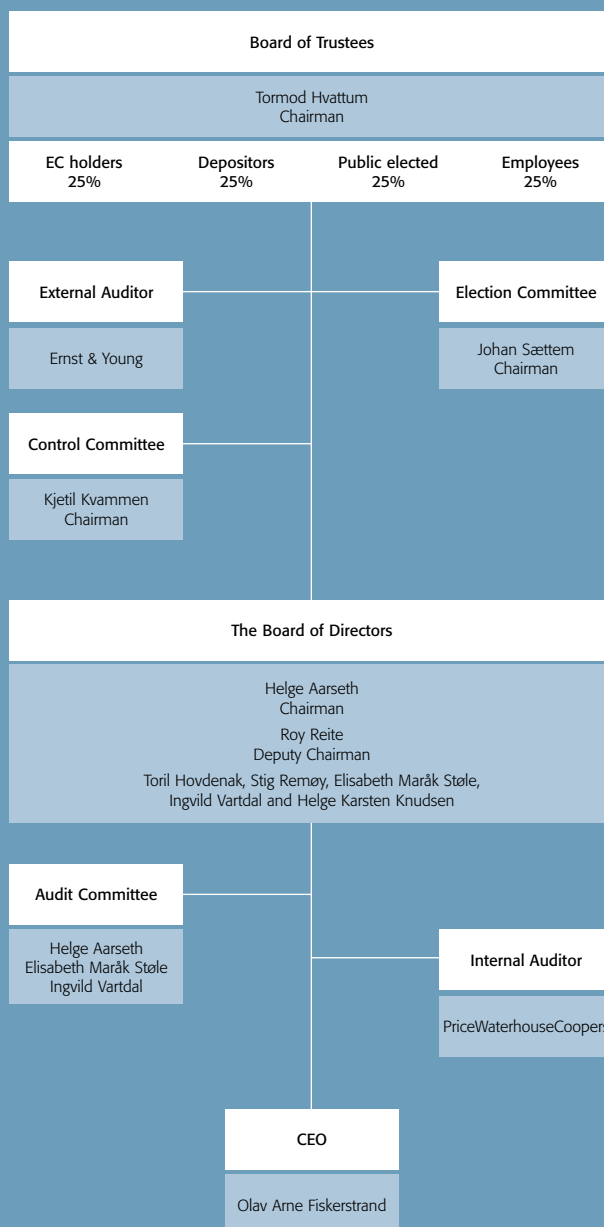 Board of Trustees
Tormod Hvattum
Chairman
EC holders
25%
Depositors
25%
Public elected
25%
Employees
25%
External Auditor
Ernst & Young
Election Committee
Johan Sættem
Chairman
Control Committee
Kjetil Kvammen
Chairman
The Board of Directors
Helge Aarseth
Chairman
Roy Reite
Deputy Chairman
Toril Hovdenak, Stig Remøy, Elisabeth Maråk Støle,
Ingvild Vartdal and Helge Karsten Knudsen
Audit Committee
Helge Aarseth
Elisabeth Maråk Støle
Ingvild Vartdal
Internal Auditor
PriceWaterhouseCoopers
CEO
Olav Arne Fiskerstrand